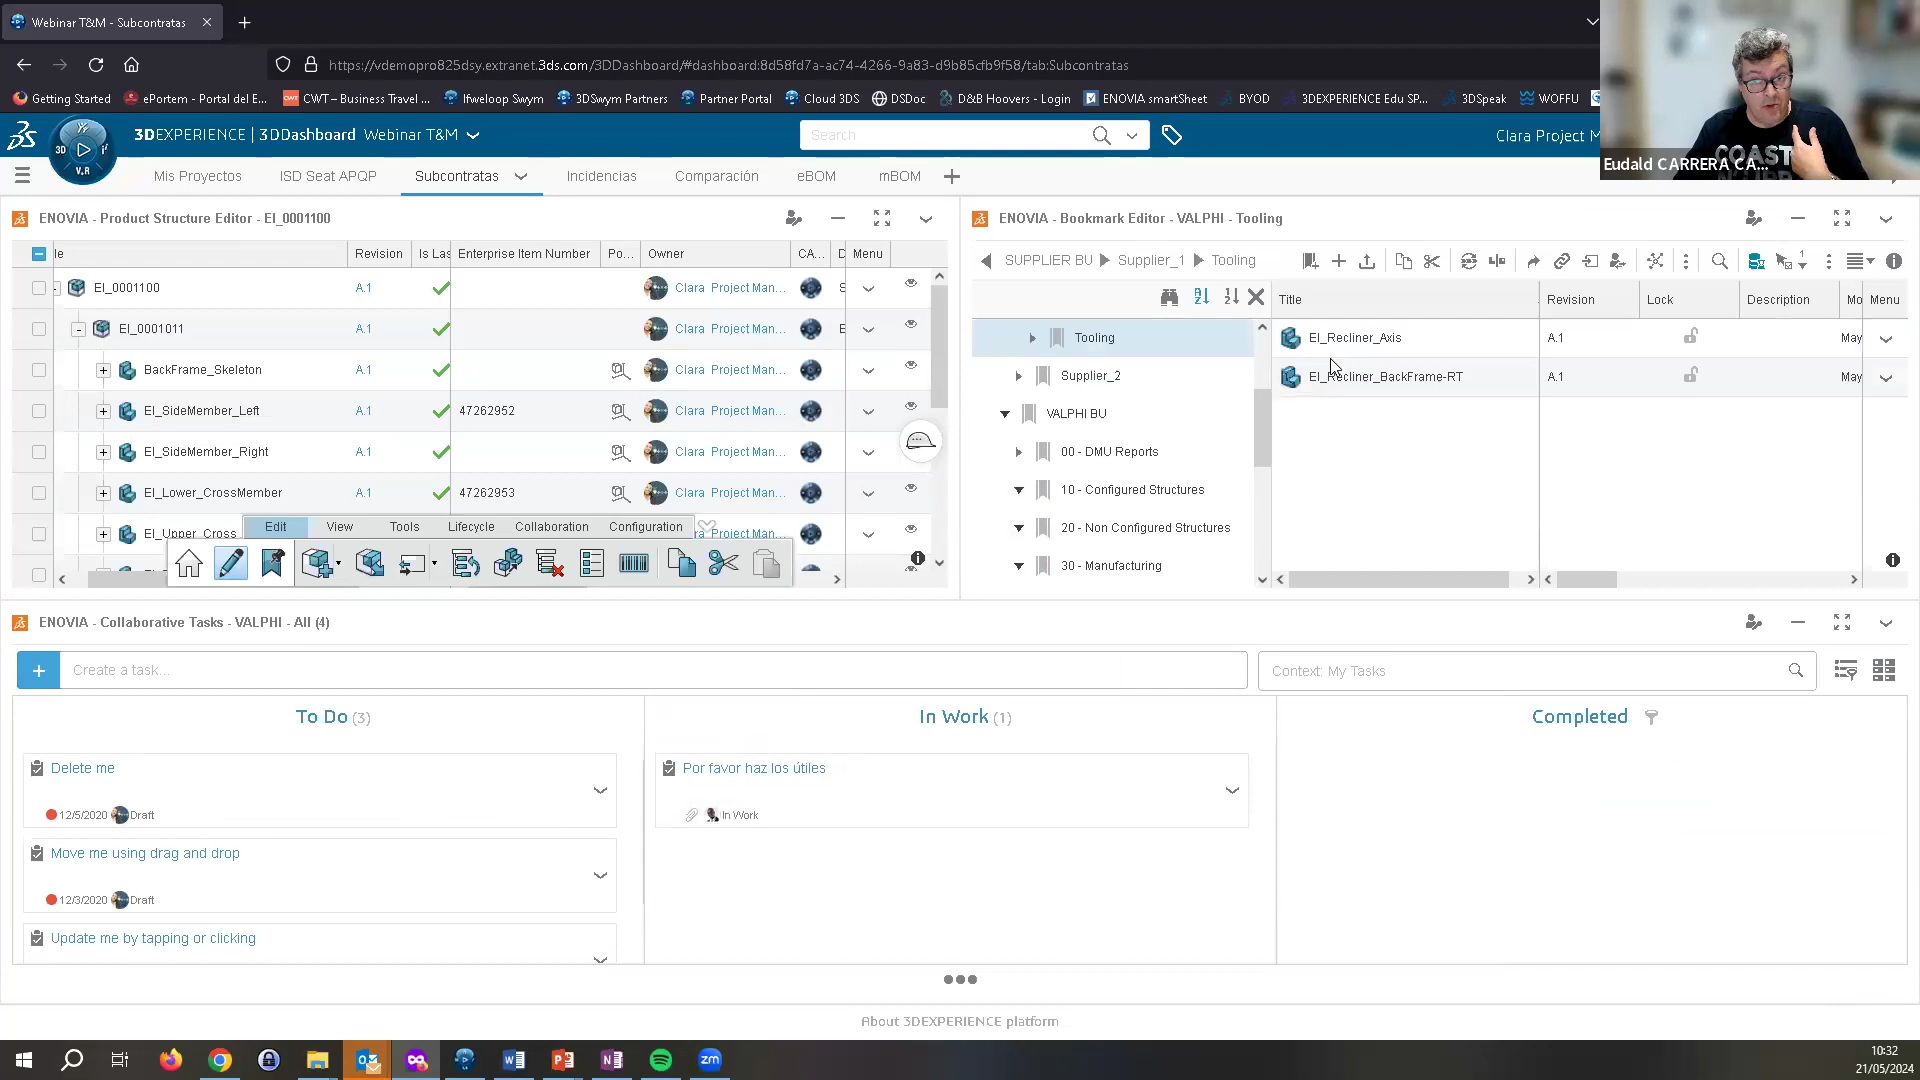 Webinar T&M - Subcontratas
https://vdemopro825dsy.extranet.3ds.com/3DDashboard/#dashboard:8d58fd7a-ac74-4266-9a83-d9b85cfb9f58/tab:Subcontratas
Getting Started ePortem - Portal del E... CWT – Business Travel ... Ifweloop Swym 3DSwym Partners Partner Portal Cloud 3DS DSDoc D&B Hoovers - Login ENOVIA smartSheet BYOD 3DEXPERIENCE Edu SP... 3DSpeak WOFFU
3DEXPERIENCE | 3DDashboard Webinar T&M Search Clara Project M
3D V.R
COAST
Eudald CARRERA CA...
Mis Proyectos ISD Seat APQP Subcontratas Incidencias Comparación eBOM mBOM
ENOVIA - Product Structure Editor - EI_0001100
le Revision Is Las Enterprise Item Number Po... Owner CA... D Menu
EI_0001100 A.1 Clara Project Man... S
EI_0001011 A.1 Clara Project Man... E
BackFrame_Skeleton A.1 Clara Project Man...
EI_SideMember_Left A.1 47262952 Clara Project Man...
EI_SideMember_Right A.1 Clara Project Man...
EI_Lower_CrossMember A.1 47262953 Clara Project Man...
EI_Upper_Cross ra Project Man...
Edit View Tools Lifecycle Collaboration Configuration
ENOVIA - Bookmark Editor - VALPHI - Tooling
SUPPLIER BU Supplier_1 Tooling
1
Title Revision Lock Description Mo Menu
Tooling
Supplier_2
VALPHI BU
00 - DMU Reports
10 - Configured Structures
20 - Non Configured Structures
30 - Manufacturing
EI_Recliner_Axis A.1 May
EI_Recliner_BackFrame-RT A.1 May
ENOVIA - Collaborative Tasks - VALPHI - All (4)
Create a task... Context: My Tasks
To Do (3) In Work (1) Completed
Delete me
12/5/2020 Draft
Move me using drag and drop
12/3/2020 Draft
Update me by tapping or clicking
Por favor haz los útiles
In Work
About 3DEXPERIENCE platform
zm
10:32
21/05/2024